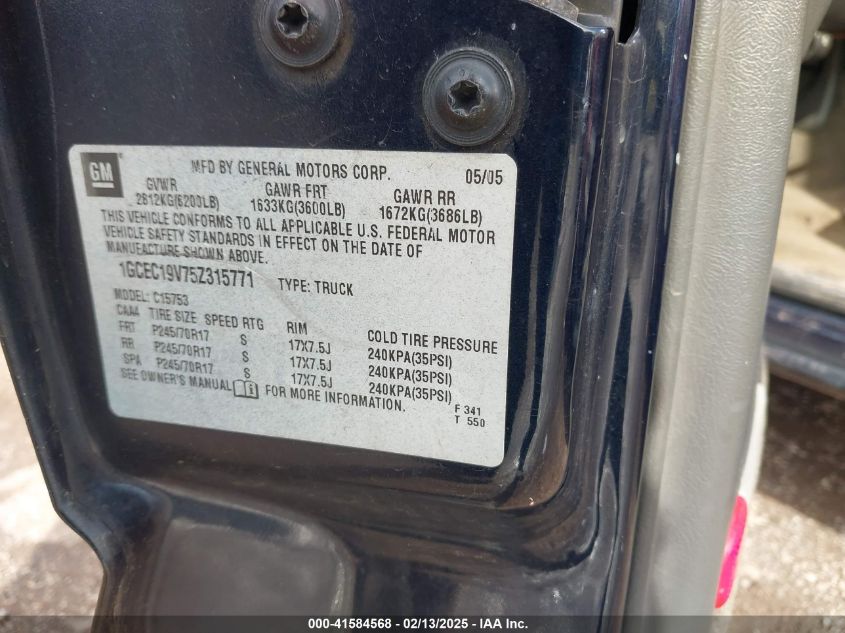 GM MFD BY GENERAL MOTORS CORP. 05/05
GVWR GAWR FRT GAWR RR
2812KG(6200LB) 1633KG(3600LB) 1672KG(3686LB)
THIS VEHICLE CONFORMS TO ALL APPLICABLE U.S. FEDERAL MOTOR
VEHICLE SAFETY STANDARDS IN EFFECT ON THE DATE OF
MANUFACTURE SHOWN ABOVE.
1GCEC19V75Z315771 TYPE: TRUCK
MODEL: C15753
CAA4 TIRE SIZE SPEED RTG RIM COLD TIRE PRESSURE
FRT P245/70R17 S 17X7.5J 240KPA(35PSI)
RR P245/70R17 S 17X7.5J 240KPA(35PSI)
SPA P245/70R17 S 17X7.5J 240KPA(35PSI)
SEE OWNER'S MANUAL FOR MORE INFORMATION.
F 341
T 550
000-41584568 - 02/13/2025 - IAAI.com.